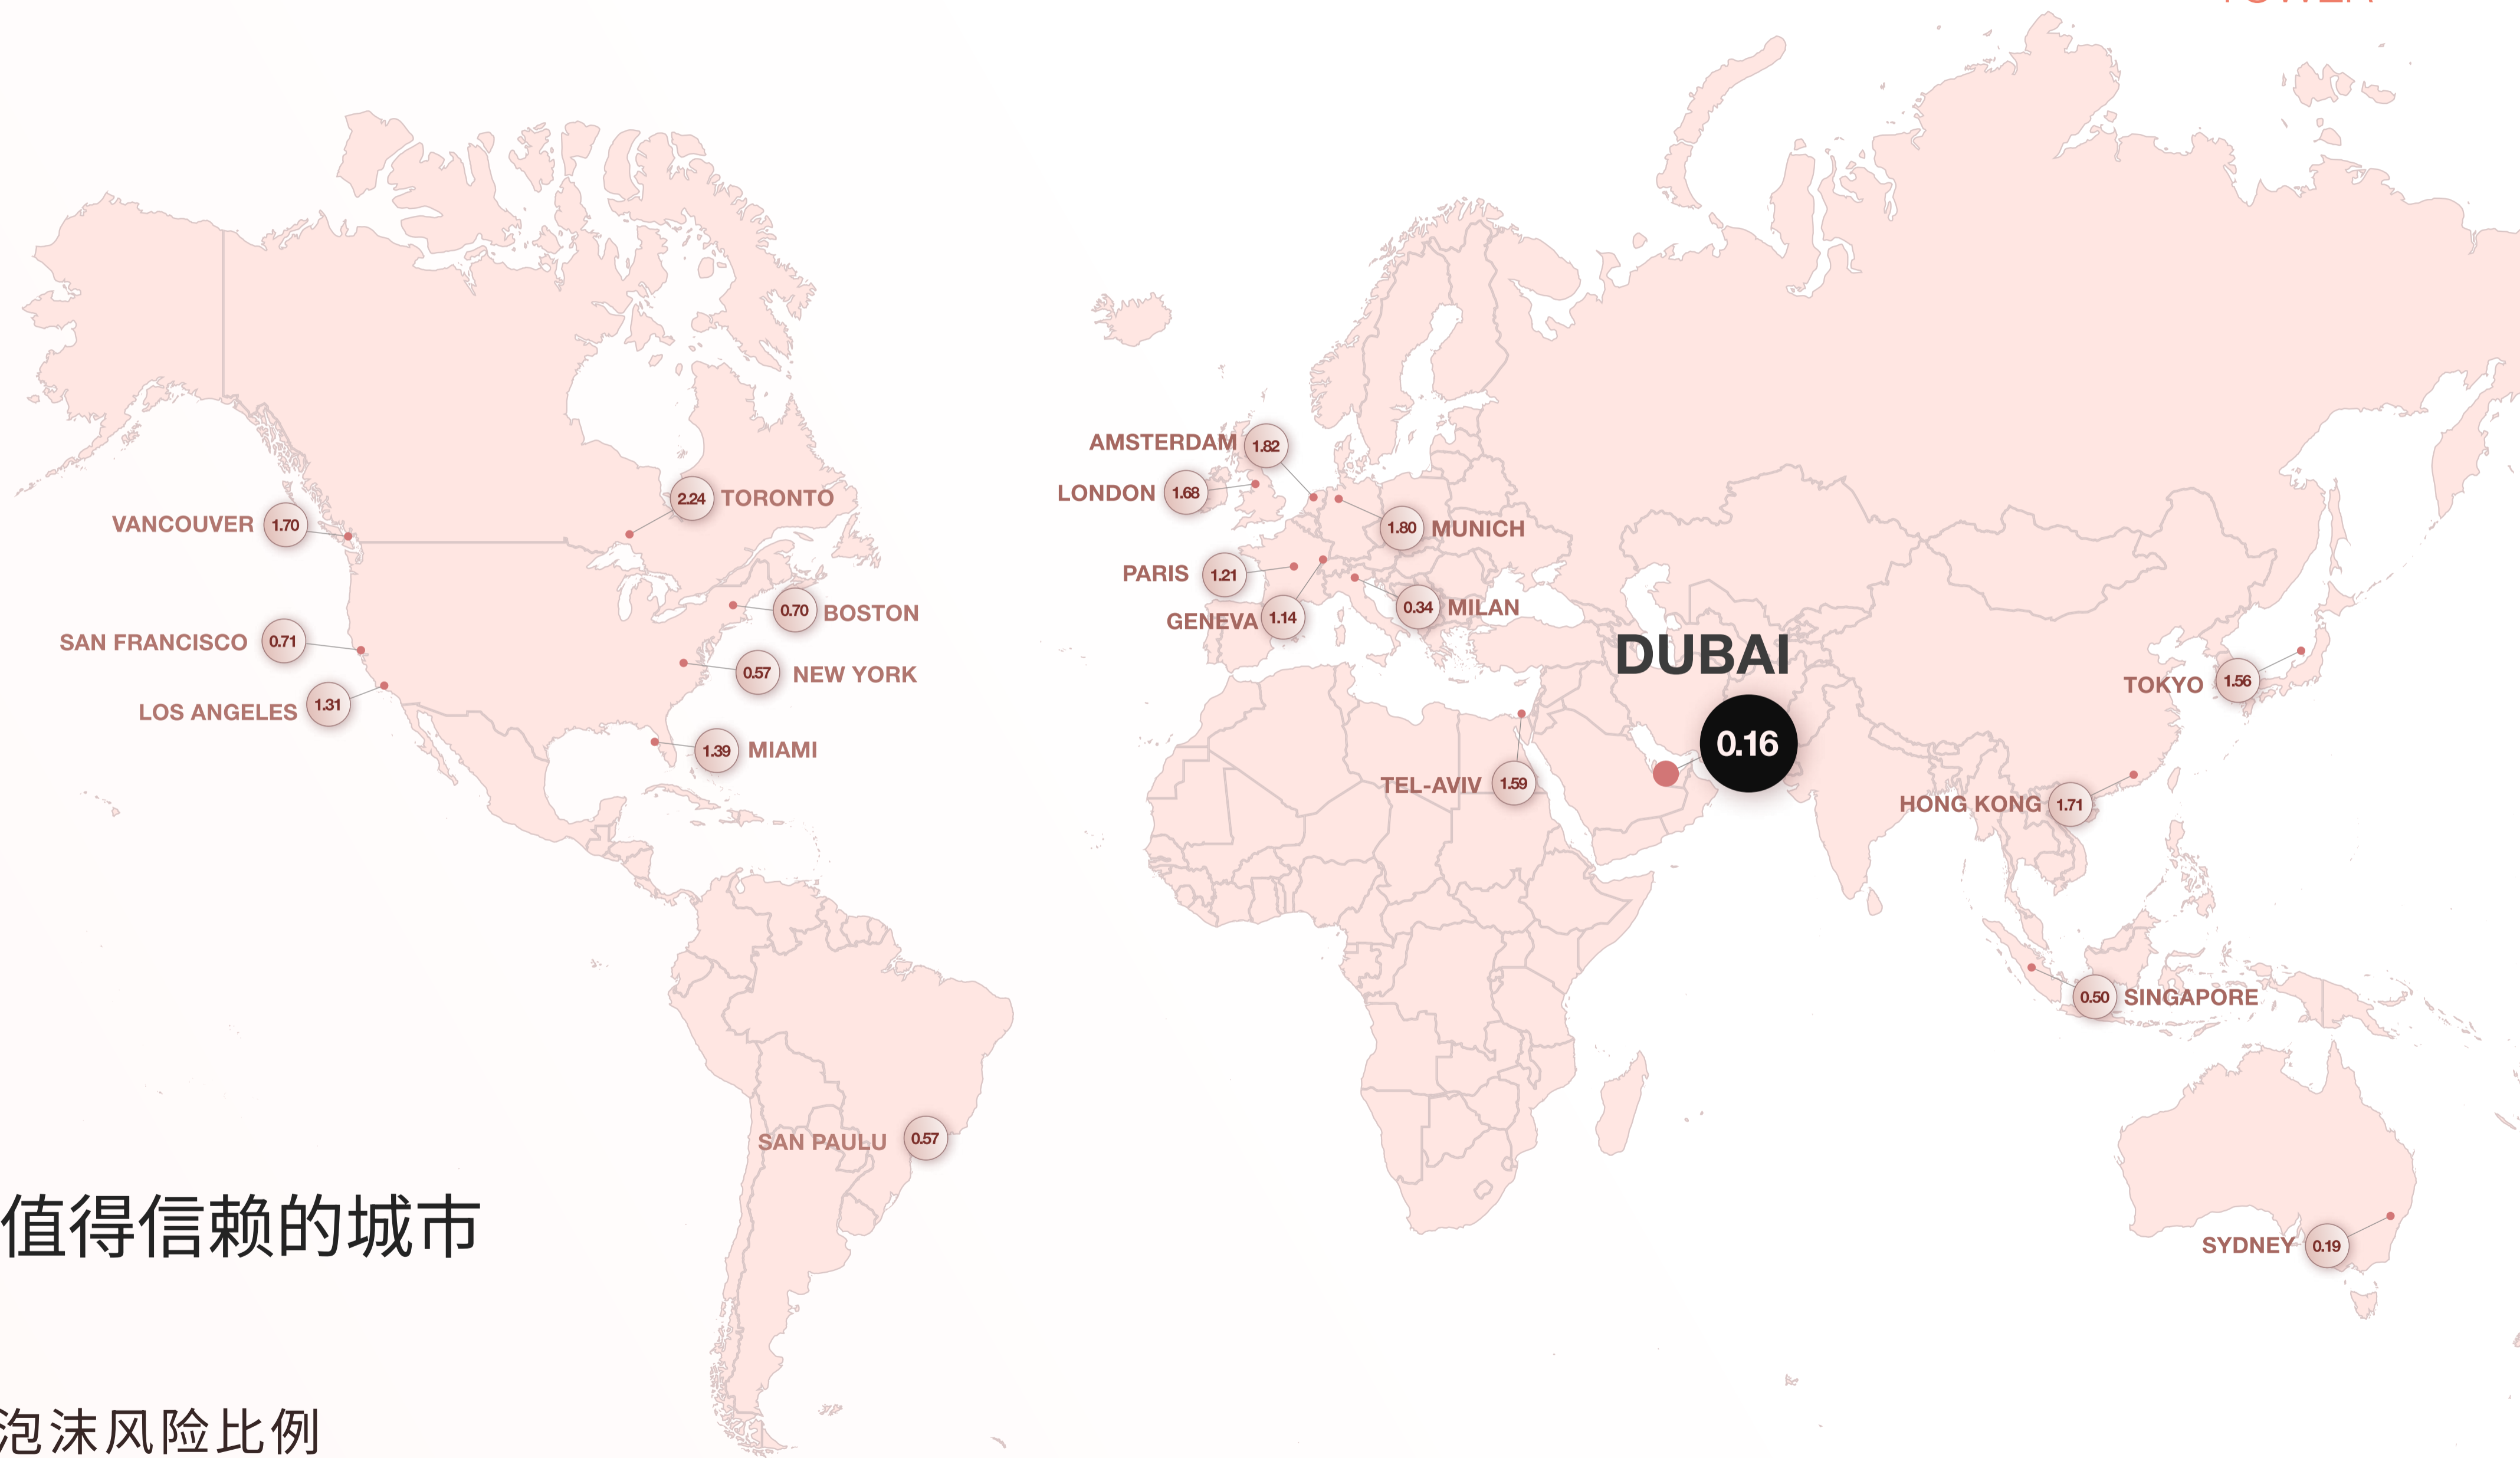 AMSTERDAM 1.82
LONDON 1.68
2.24 TORONTO
VANCOUVER 1.70
1.80 MUNICH
PARIS 1.21
0.70 BOSTON
0.34 MILAN
GENEVA 1.14
SAN FRANCISCO 0.71
DUBAI
0.16
0.57 NEW YORK
TOKYO 1.56
LOS ANGELES 1.31
1.39 MIAMI
TEL-AVIV 1.59
HONG KONG 1.71
0.50 SINGAPORE
SAN PAULU 0.57
值得信赖的城市
SYDNEY 0.19
泡沫风险比例